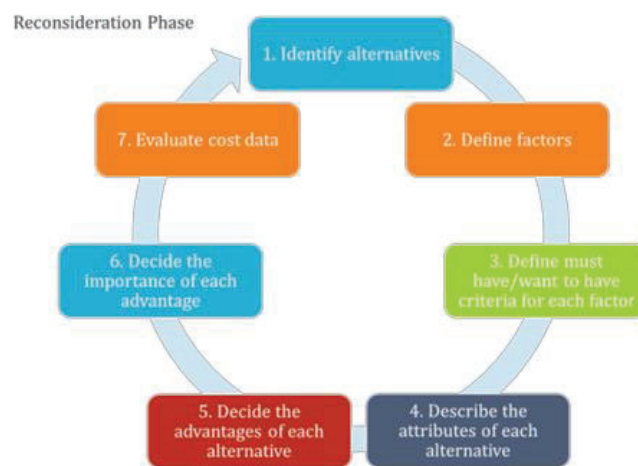 Reconsideration Phase
1. Identify alternatives
2. Define factors
3. Define must
have/want to have
criteria for each factor
4. Describe the
attributes of each
alternative
5. Decide the
advantages of each
alternative
6. Decide the
importance of each
advantage
7. Evaluate cost data